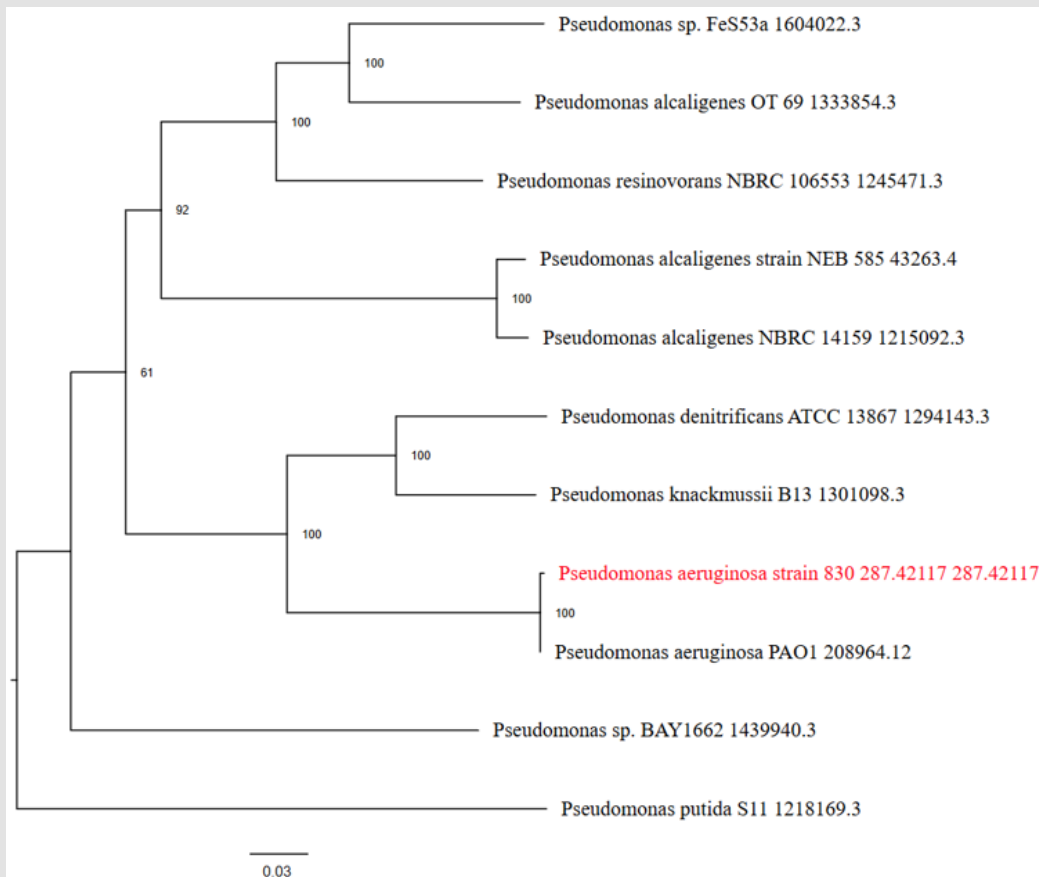 Pseudomonas sp. FeS53a 1604022.3
100
Pseudomonas alcaligenes OT 69 1333854.3
100
Pseudomonas resinovorans NBRC 106553 1245471.3
92
Pseudomonas alcaligenes strain NEB 585 43263.4
100
Pseudomonas alcaligenes NBRC 14159 1215092.3
61
Pseudomonas denitrificans ATCC 13867 1294143.3
100
Pseudomonas knackmussii B13 1301098.3
100
Pseudomonas aeruginosa strain 830 287.42117 287.42117
100
Pseudomonas aeruginosa PAO1 208964.12
Pseudomonas sp. BAY1662 1439940.3
Pseudomonas putida S11 1218169.3
0.03